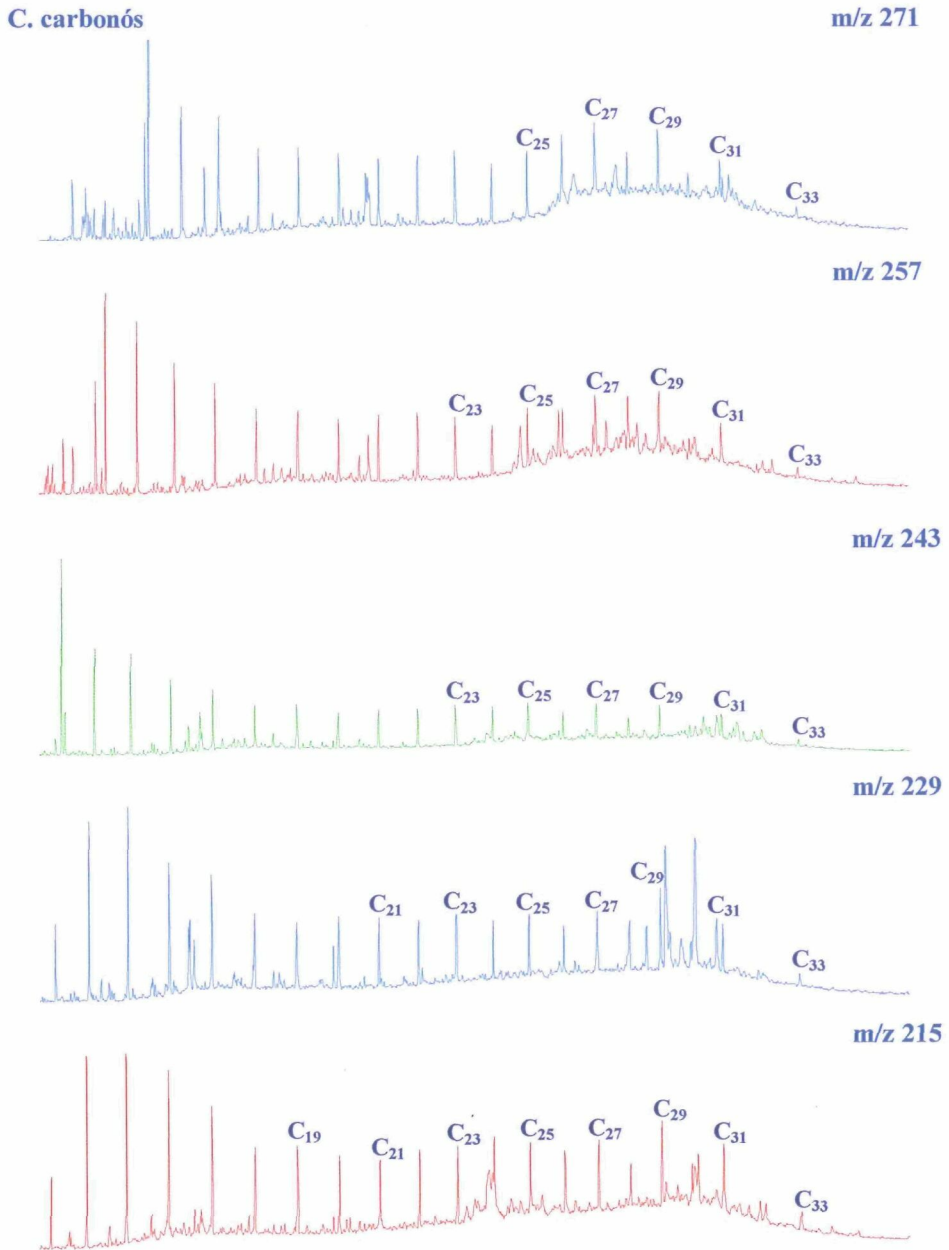 C. carbonós m/z 271
C₂₅ C₂₇ C₂₉ C₃₁ C₃₃
m/z 257
C₂₃ C₂₅ C₂₇ C₂₉ C₃₁ C₃₃
m/z 243
C₂₃ C₂₅ C₂₇ C₂₉ C₃₁ C₃₃
m/z 229
C₂₁ C₂₃ C₂₅ C₂₇ C₂₉ C₃₁ C₃₃
m/z 215
C₁₉ C₂₁ C₂₃ C₂₅ C₂₇ C₂₉ C₃₁ C₃₃